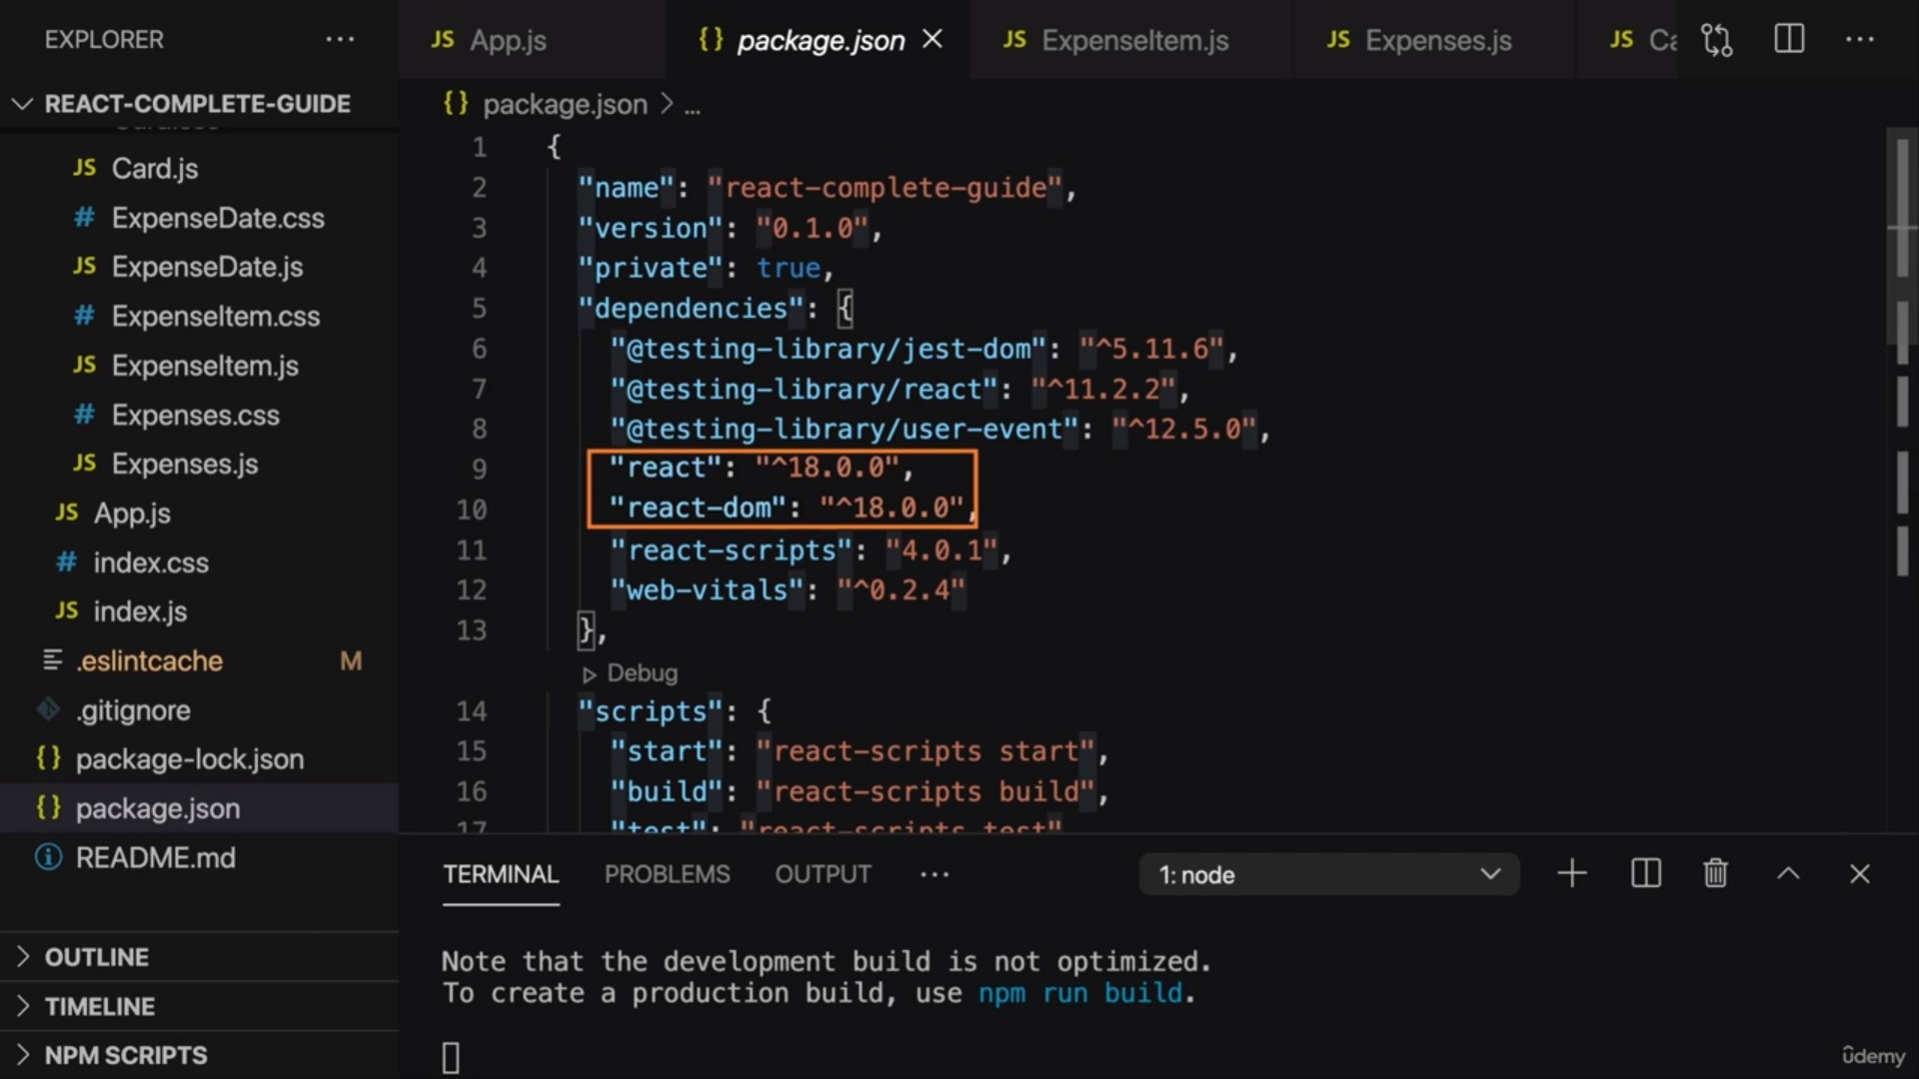 EXPLORER
REACT-COMPLETE-GUIDE
JS Card.js
# ExpenseDate.css
JS ExpenseDate.js
# ExpenseItem.css
JS ExpenseItem.js
# Expenses.css
JS Expenses.js
JS App.js
# index.css
JS index.js
.eslintcache M
.gitignore
{} package-lock.json
{} package.json
README.md
OUTLINE
TIMELINE
NPM SCRIPTS
JS App.js
{} package.json
JS ExpenseItem.js
JS Expenses.js
JS Ca
{} package.json > ...
1 {
2 "name": "react-complete-guide",
3 "version": "0.1.0",
4 "private": true,
5 "dependencies": {
6 "@testing-library/jest-dom": "^5.11.6",
7 "@testing-library/react": "^11.2.2",
8 "@testing-library/user-event": "^12.5.0",
9 "react": "^18.0.0",
10 "react-dom": "^18.0.0",
11 "react-scripts": "4.0.1",
12 "web-vitals": "^0.2.4"
13 },
Debug
14 "scripts": {
15 "start": "react-scripts start",
16 "build": "react-scripts build",
17 "test": "react-scripts test"
TERMINAL PROBLEMS OUTPUT ... 1: node
Note that the development build is not optimized.
To create a production build, use npm run build.
ûdemy